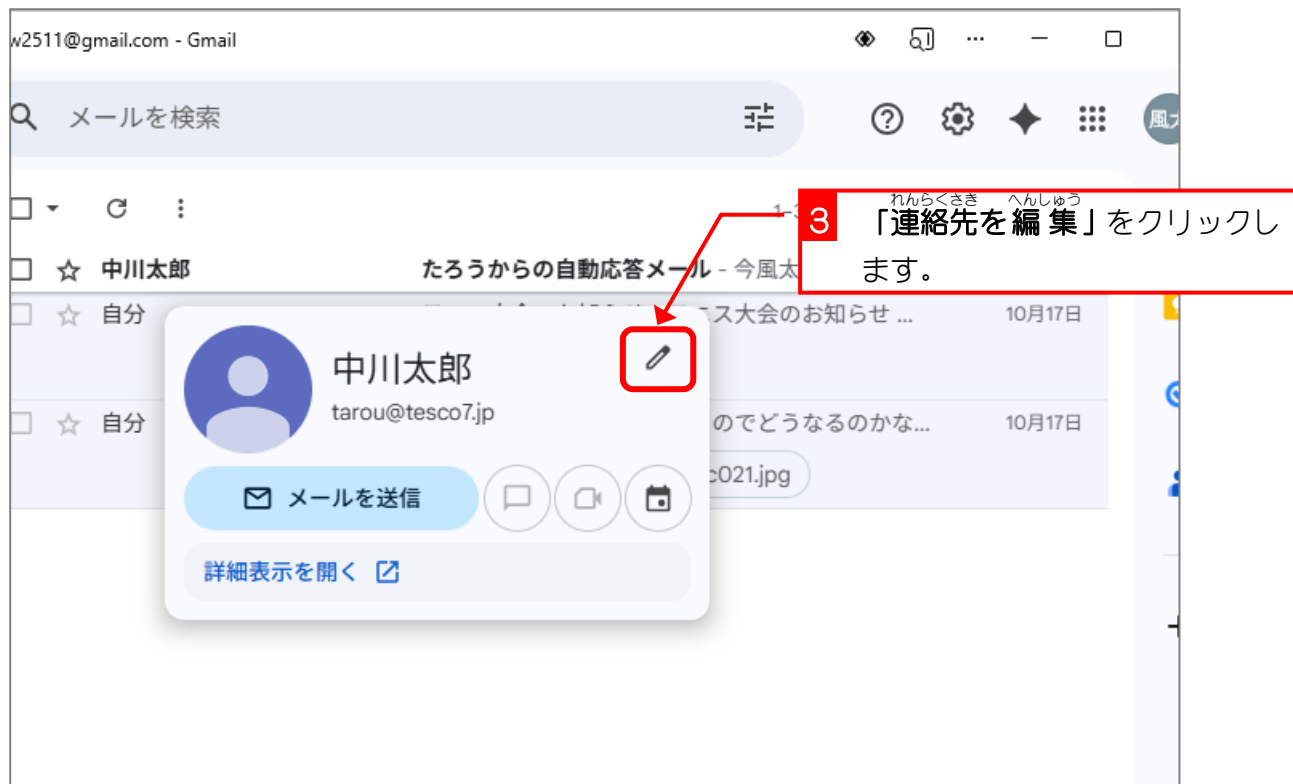 w2511@gmail.com - Gmail
メールを検索
風
1–3
3
れんらくさき へんしゅう
「連絡先を編集」をクリックし
ます。
中川太郎 たろうからの自動応答メール - 今風太
自分 ス大会のお知らせ ... 10月17日
中川太郎
tarou@tesco7.jp
自分 のでどうなるのかな... 10月17日
021.jpg
メールを送信
詳細表示を開く